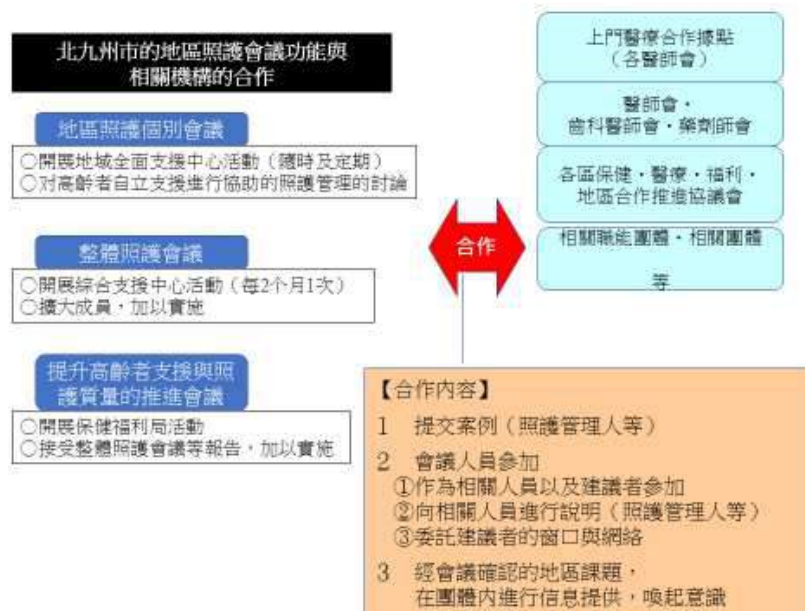 北九州市的地區照護會議功能與
相關機構的合作
地區照護個別會議
○開展地域全面支援中心活動（隨時及定期）
○对高齡者自立支援進行協助的照護管理的討論
整體照護會議
○開展綜合支援中心活動（每2个月1次）
○擴大成員，加以實施
提升高齡者支援與照
護質量的推進會議
○開展保健福利局活動
○接受整體照護會議等報告，加以實施
合作
上門醫療合作據點
（各醫師會）
醫師會・
齒科醫師會・藥劑師會
各區保健・醫療・福利・
地區合作推進協議會
相關職能團體・相關團體
等
【合作內容】
1 提交案例（照護管理人等）
2 會議人員參加
①作為相關人員以及建議者參加
②向相關人員進行說明（照護管理人等）
③委託建議者的窗口與網絡
3 經會議確認的地區課題，
在團體內進行信息提供，喚起意識